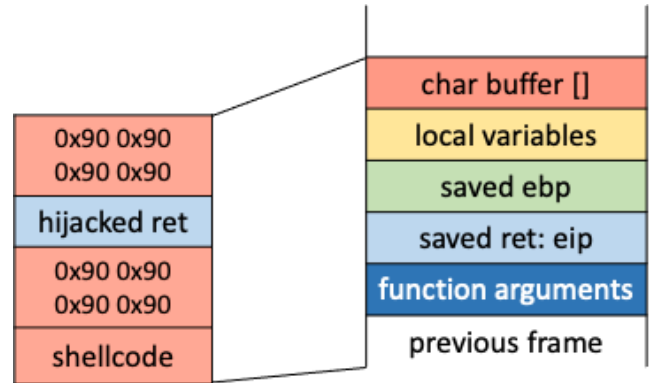 0x90 0x90
0x90 0x90
hijacked ret
0x90 0x90
0x90 0x90
shellcode
char buffer []
local variables
saved ebp
saved ret: eip
function arguments
previous frame